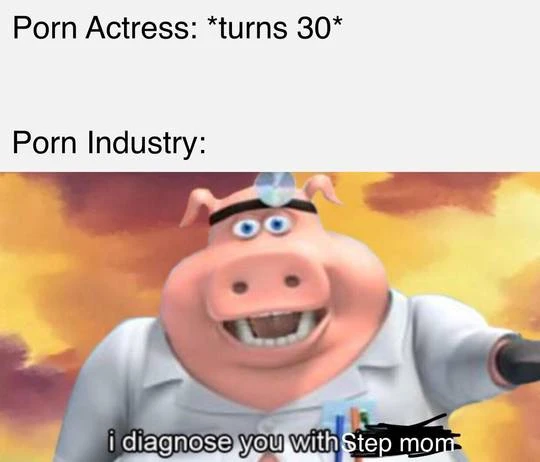 Porn Actress: *turns 30*
Porn Industry:
i diagnose you with Step mom